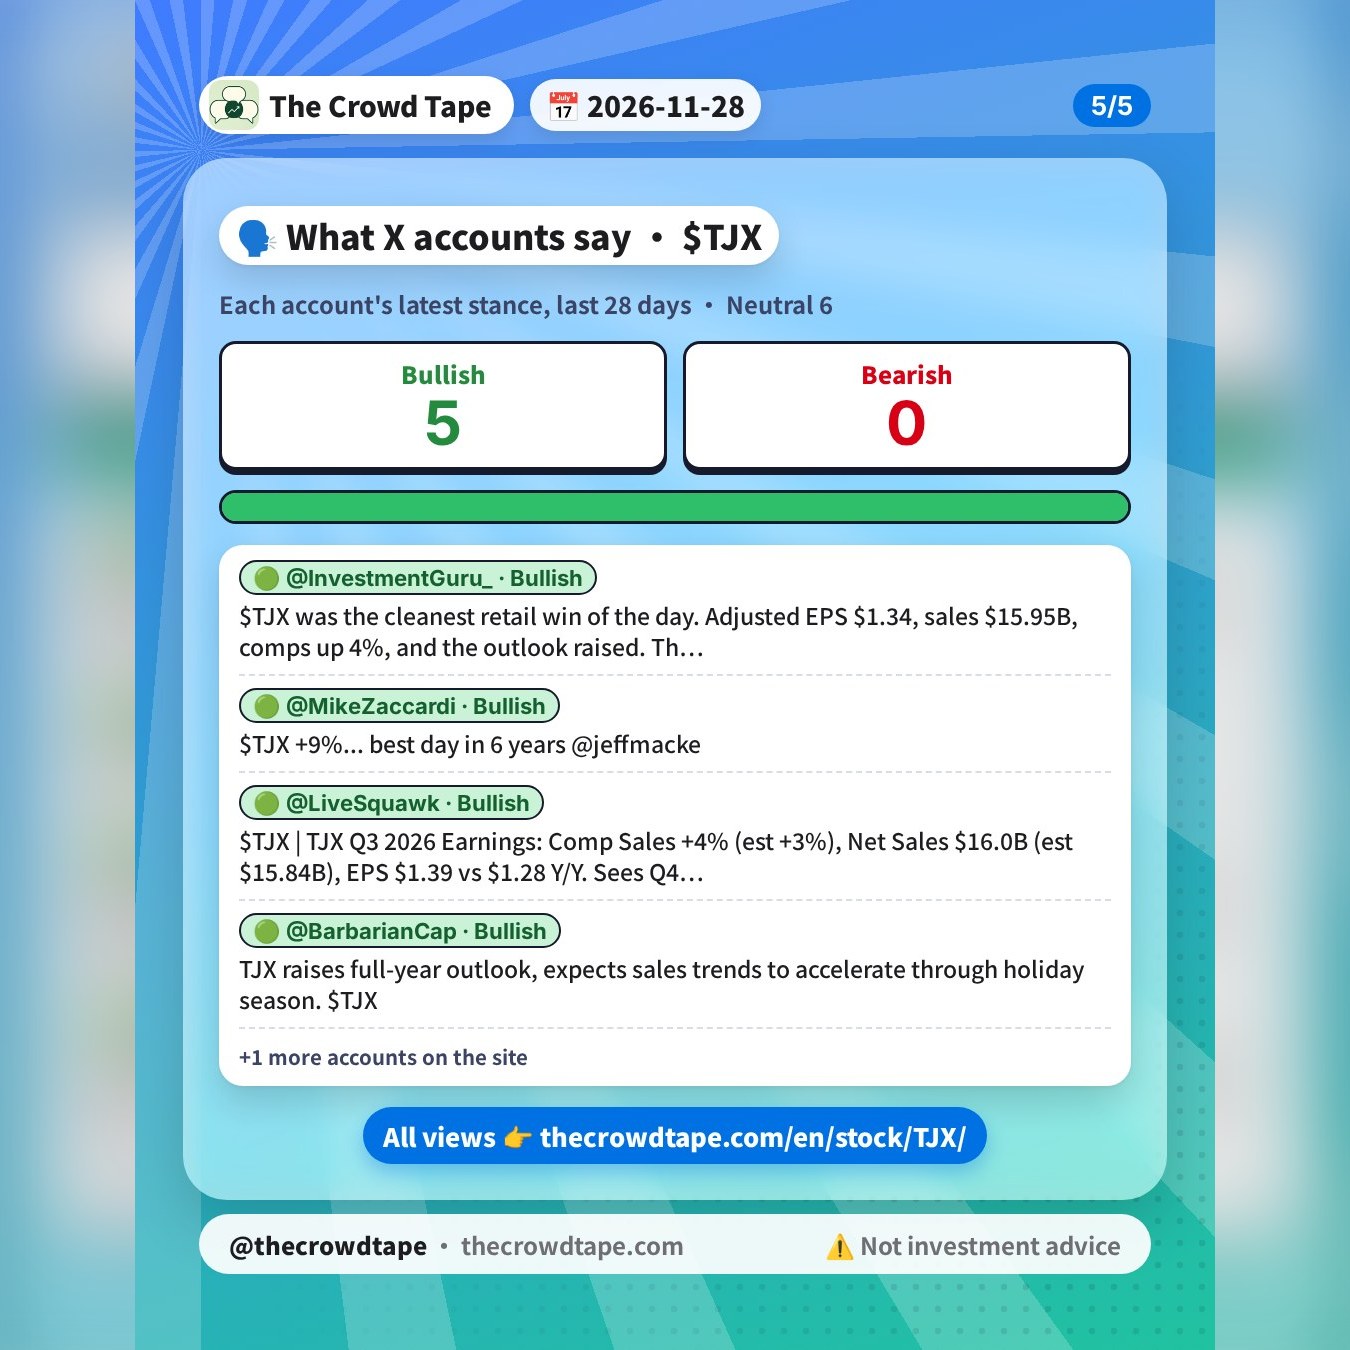 The Crowd Tape
July 17 2026-11-28
5/5
What X accounts say • $TJX
Each account's latest stance, last 28 days • Neutral 6
Bullish
5
Bearish
0
@InvestmentGuru_ · Bullish
$TJX was the cleanest retail win of the day. Adjusted EPS $1.34, sales $15.95B,
comps up 4%, and the outlook raised. Th…
@MikeZaccardi · Bullish
$TJX +9%... best day in 6 years @jeffmacke
@LiveSquawk · Bullish
$TJX | TJX Q3 2026 Earnings: Comp Sales +4% (est +3%), Net Sales $16.0B (est
$15.84B), EPS $1.39 vs $1.28 Y/Y. Sees Q4…
@BarbarianCap · Bullish
TJX raises full-year outlook, expects sales trends to accelerate through holiday
season. $TJX
+1 more accounts on the site
All views 👉 thecrowdtape.com/en/stock/TJX/
@thecrowdtape • thecrowdtape.com
⚠️ Not investment advice